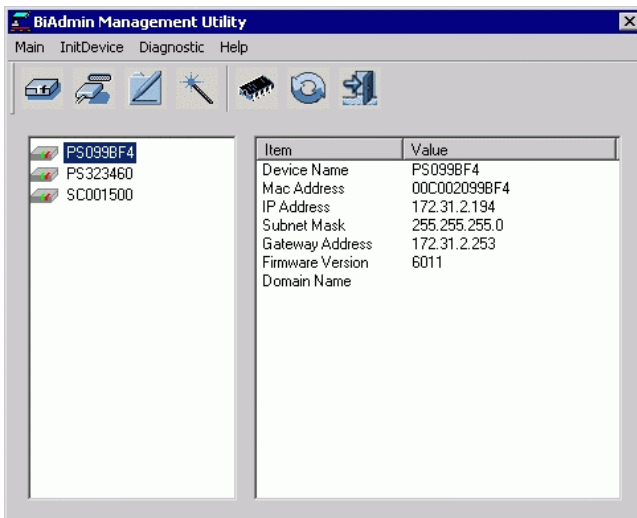 BiAdmin Management Utility
Main InitDevice Diagnostic Help
PS099BF4
PS323460
SC001500
Item Value
Device Name PS099BF4
Mac Address 00C002099BF4
IP Address 172.31.2.194
Subnet Mask 255.255.255.0
Gateway Address 172.31.2.253
Firmware Version 6011
Domain Name